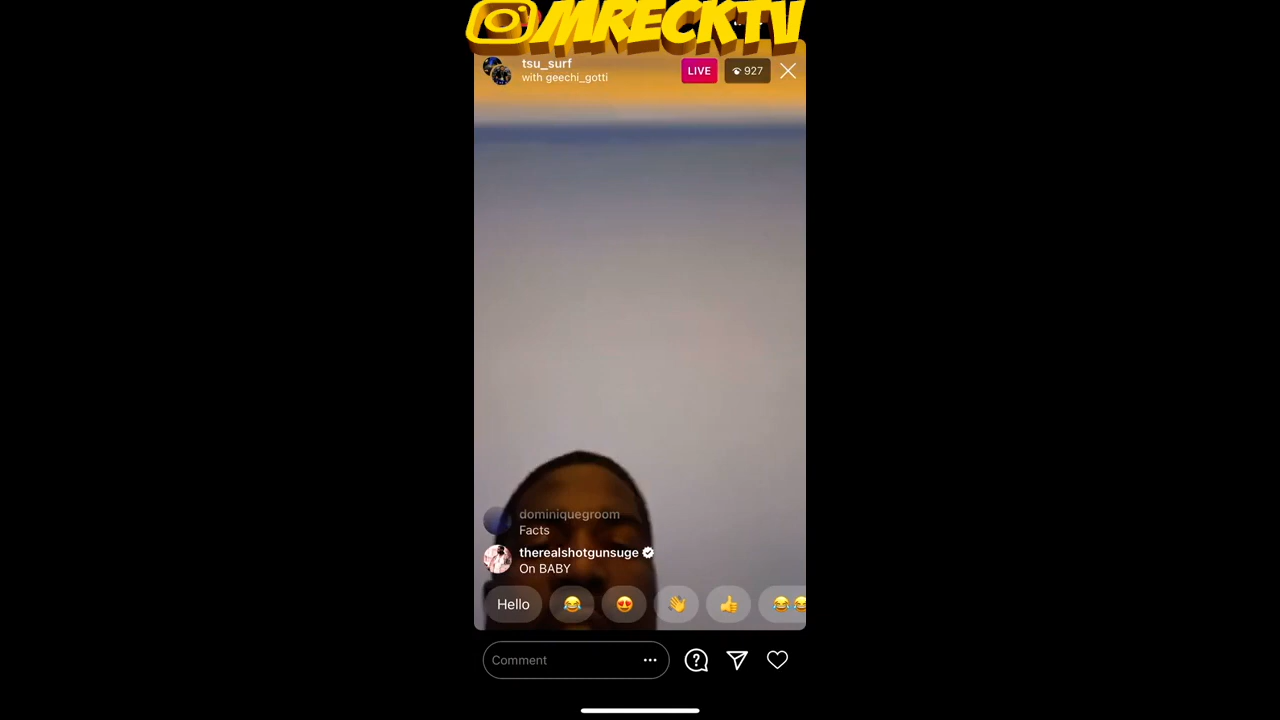 MRECKTV
tsu_surf
with geechi_gotti
LIVE
927
dominiquegroom
Facts
therealshotgunsuge
On BABY
Hello
Comment